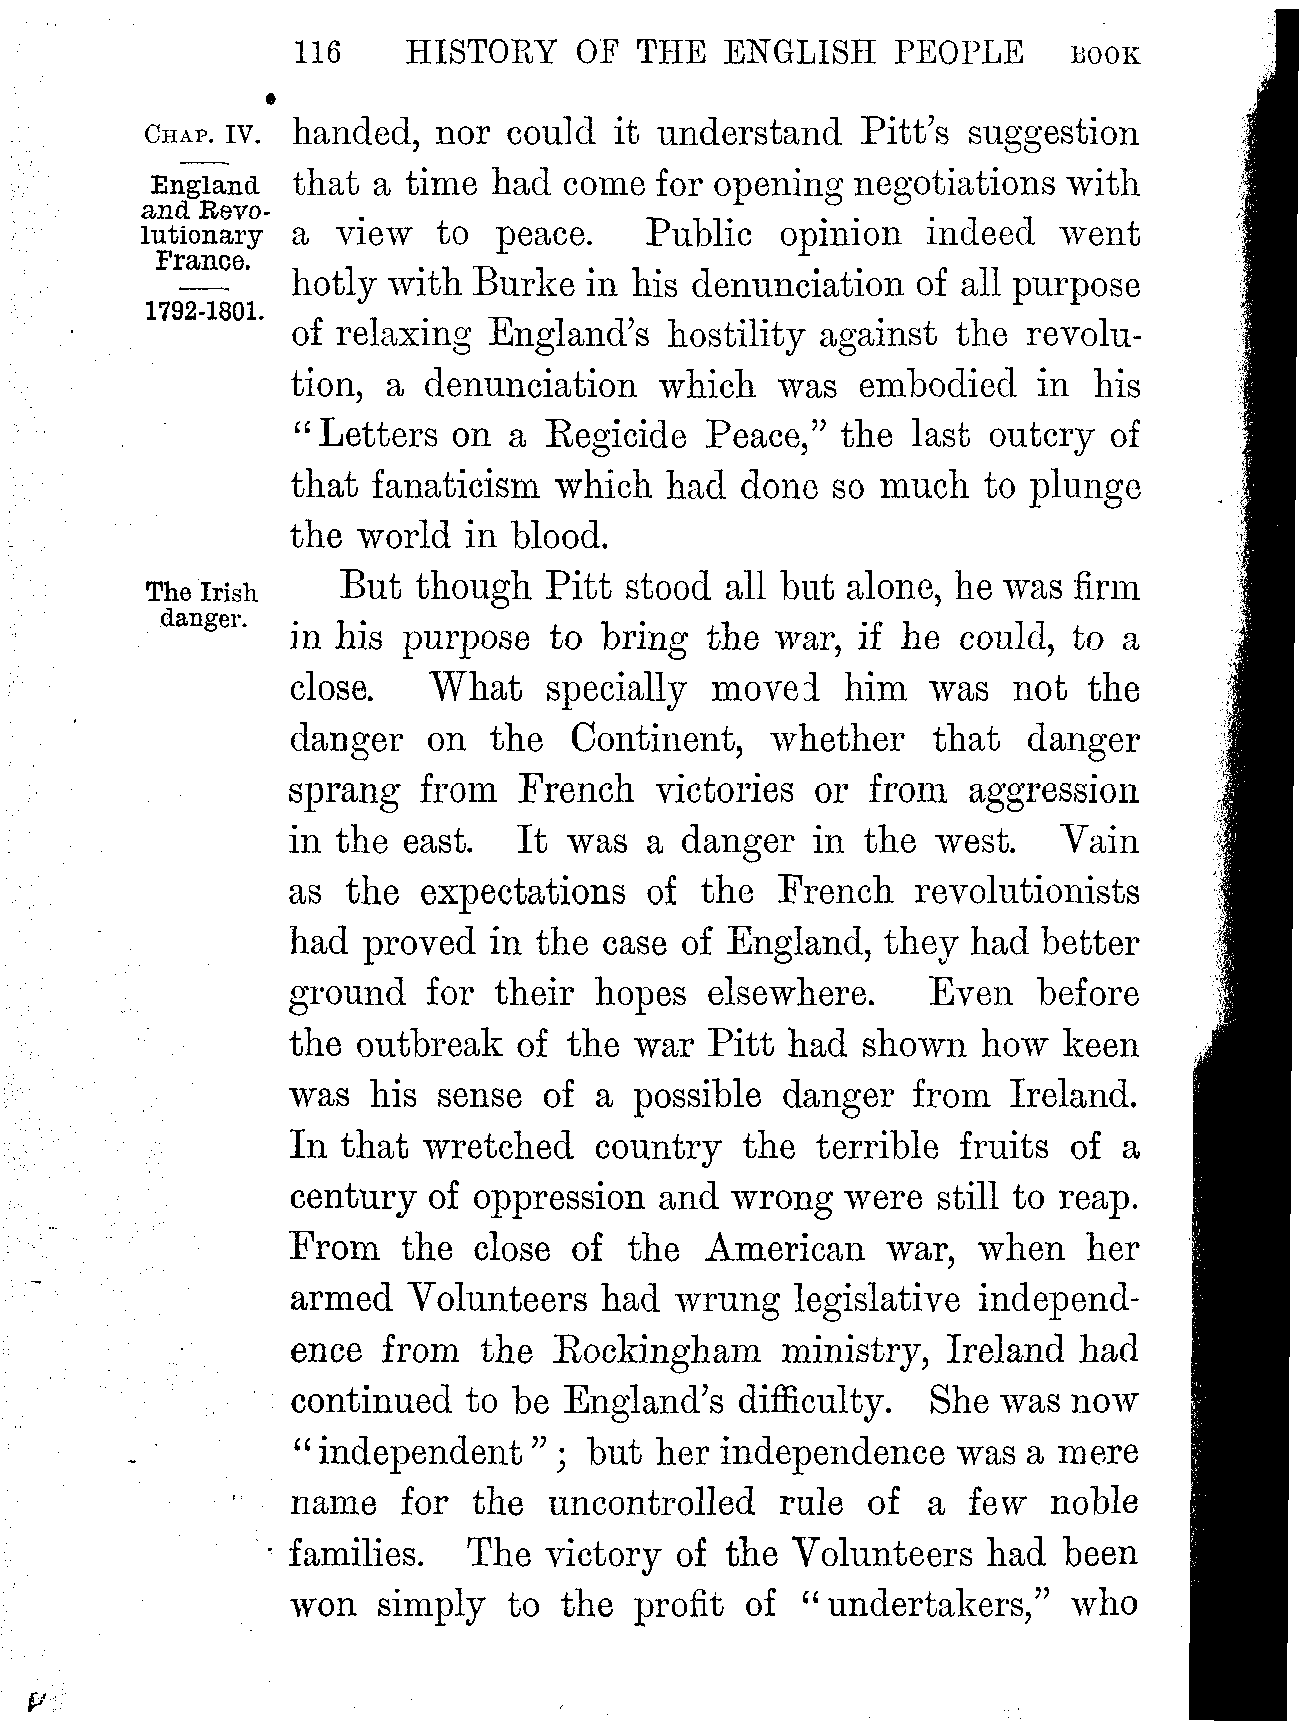 116 HISTORY OF THE ENGLISH PEOPLE BOOK
CHAP. IV.
England
and Revo-
lutionary
France.
1792-1801.
handed, nor could it understand Pitt's suggestion
that a time had come for opening negotiations with
a view to peace. Public opinion indeed went
hotly with Burke in his denunciation of all purpose
of relaxing England's hostility against the revolu-
tion, a denunciation which was embodied in his
“Letters on a Regicide Peace,” the last outcry of
that fanaticism which had done so much to plunge
the world in blood.
The Irish
danger.
But though Pitt stood all but alone, he was firm
in his purpose to bring the war, if he could, to a
close. What specially moved him was not the
danger on the Continent, whether that danger
sprang from French victories or from aggression
in the east. It was a danger in the west. Vain
as the expectations of the French revolutionists
had proved in the case of England, they had better
ground for their hopes elsewhere. Even before
the outbreak of the war Pitt had shown how keen
was his sense of a possible danger from Ireland.
In that wretched country the terrible fruits of a
century of oppression and wrong were still to reap.
From the close of the American war, when her
armed Volunteers had wrung legislative independ-
ence from the Rockingham ministry, Ireland had
continued to be England's difficulty. She was now
“independent”; but her independence was a mere
name for the uncontrolled rule of a few noble
families. The victory of the Volunteers had been
won simply to the profit of “undertakers,” who